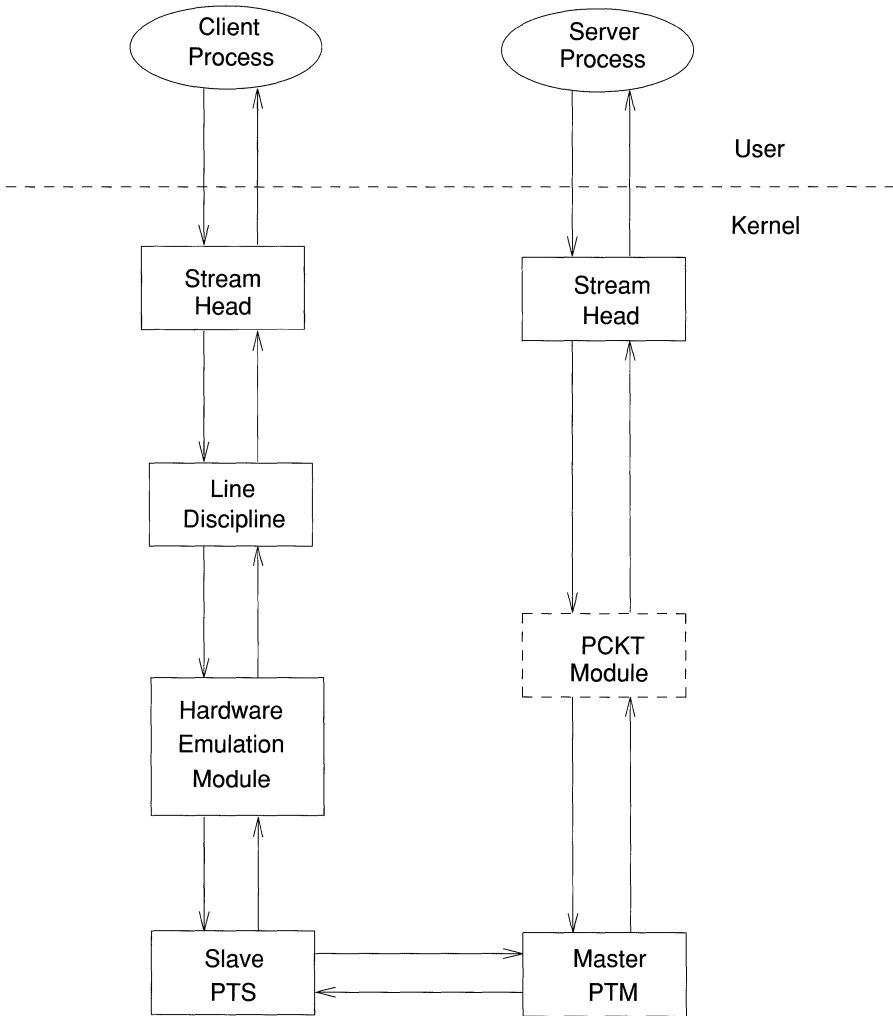 Client
Process
Server
Process
User
Kernel
Stream
Head
Stream
Head
Line
Discipline
PCKT
Module
Hardware
Emulation
Module
Slave
PTS
Master
PTM